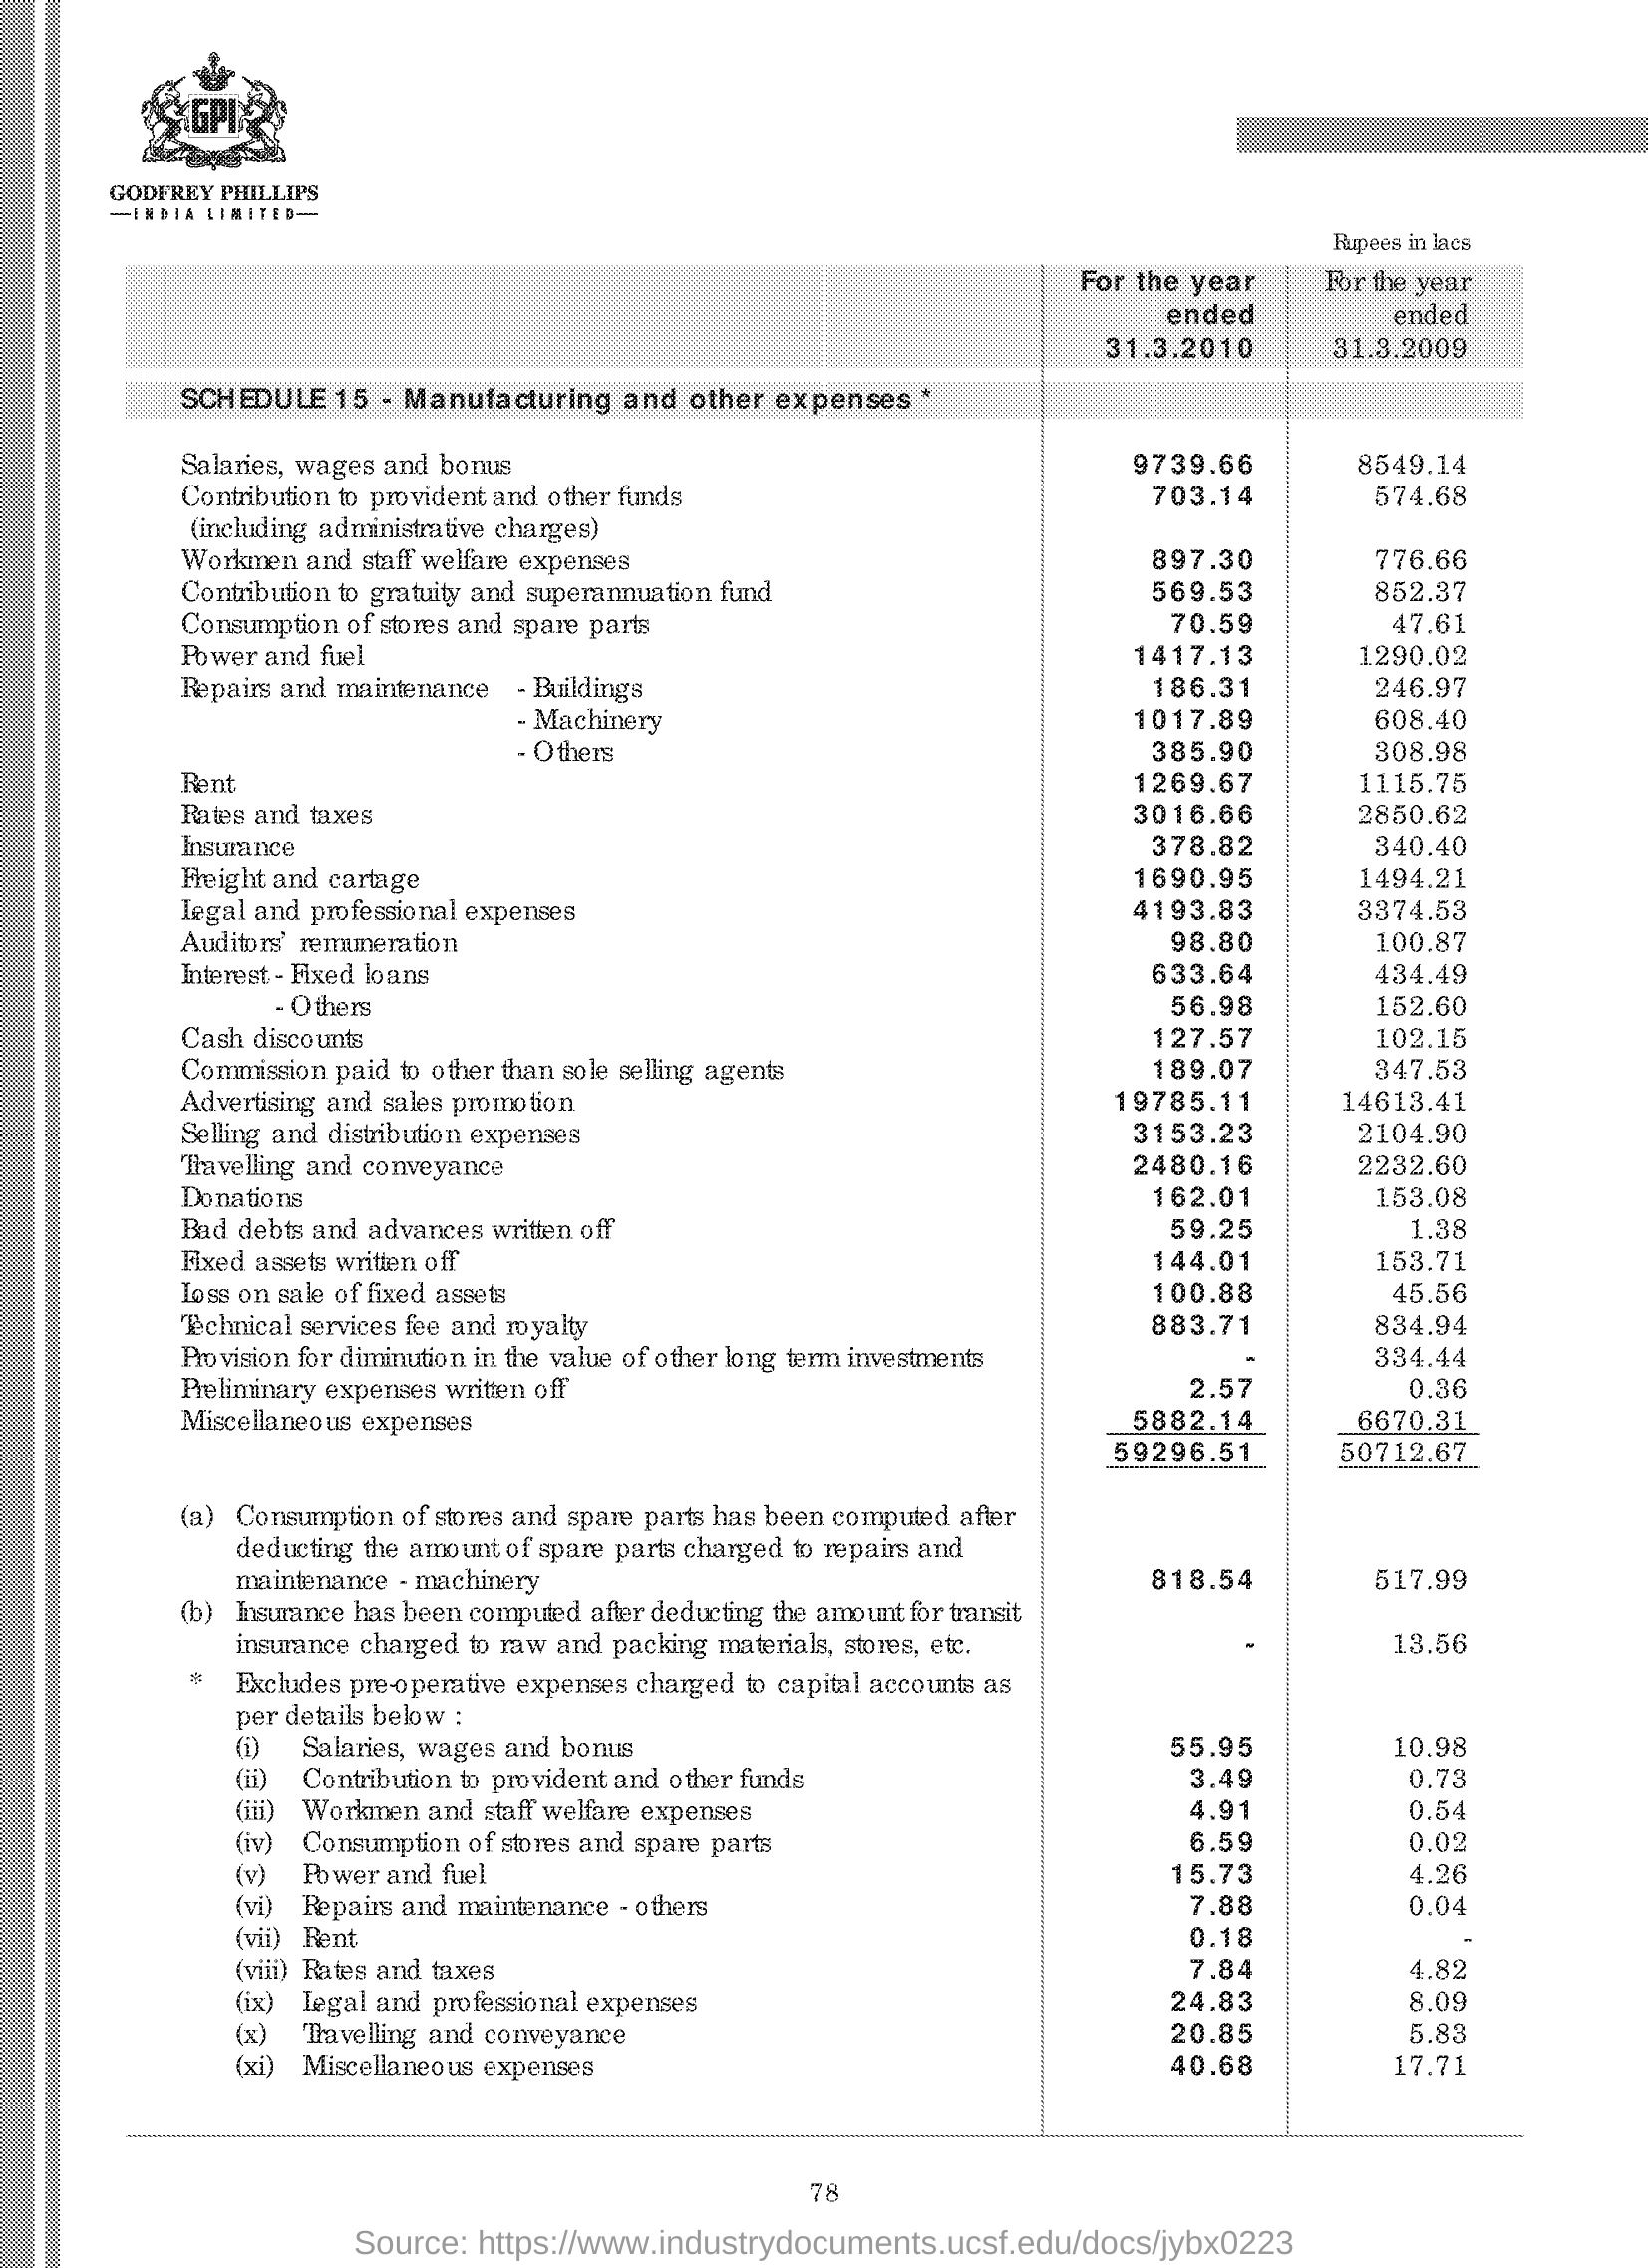 GPI
GODFREY PHILLIPS
—INDIA LIMITED—
Rupees in lacs
For the year ended 31.3.2010 For the year ended 31.3.2009
SCHEDULE 15 - Manufacturing and other expenses *
Salaries, wages and bonus 9739.66 8549.14
Contribution to provident and other funds 703.14 574.68
(including administrative charges)
Workmen and staff welfare expenses 897.30 776.66
Contribution to gratuity and superannuation fund 569.53 852.37
Consumption of stores and spare parts 70.59 47.61
Power and fuel 1417.13 1290.02
Repairs and maintenance - Buildings 186.31 246.97
- Machinery 1017.89 608.40
- Others 385.90 308.98
Rent 1269.67 1115.75
Rates and taxes 3016.66 2850.62
Insurance 378.82 340.40
Freight and cartage 1690.95 1494.21
Legal and professional expenses 4193.83 3374.53
Auditors' remuneration 98.80 100.87
Interest - Fixed loans 633.64 434.49
- Others 56.98 152.60
Cash discounts 127.57 102.15
Commission paid to other than sole selling agents 189.07 347.53
Advertising and sales promotion 19785.11 14613.41
Selling and distribution expenses 3153.23 2104.90
Travelling and conveyance 2480.16 2232.60
Donations 162.01 153.08
Bad debts and advances written off 59.25 1.38
Fixed assets written off 144.01 153.71
Loss on sale of fixed assets 100.88 45.56
Technical services fee and royalty 883.71 834.94
Provision for diminution in the value of other long term investments - 334.44
Preliminary expenses written off 2.57 0.36
Miscellaneous expenses 5882.14 6670.31
59296.51 50712.67
(a) Consumption of stores and spare parts has been computed after
deducting the amount of spare parts charged to repairs and
maintenance - machinery 818.54 517.99
(b) Insurance has been computed after deducting the amount for transit
insurance charged to raw and packing materials, stores, etc. - 13.56
* Excludes pre-operative expenses charged to capital accounts as
per details below :
(i) Salaries, wages and bonus 55.95 10.98
(ii) Contribution to provident and other funds 3.49 0.73
(iii) Workmen and staff welfare expenses 4.91 0.54
(iv) Consumption of stores and spare parts 6.59 0.02
(v) Power and fuel 15.73 4.26
(vi) Repairs and maintenance - others 7.88 0.04
(vii) Rent 0.18 -
(viii) Rates and taxes 7.84 4.82
(ix) Legal and professional expenses 24.83 8.09
(x) Travelling and conveyance 20.85 5.83
(xi) Miscellaneous expenses 40.68 17.71
78
Source: https://www.industrydocuments.ucsf.edu/docs/jybx0223